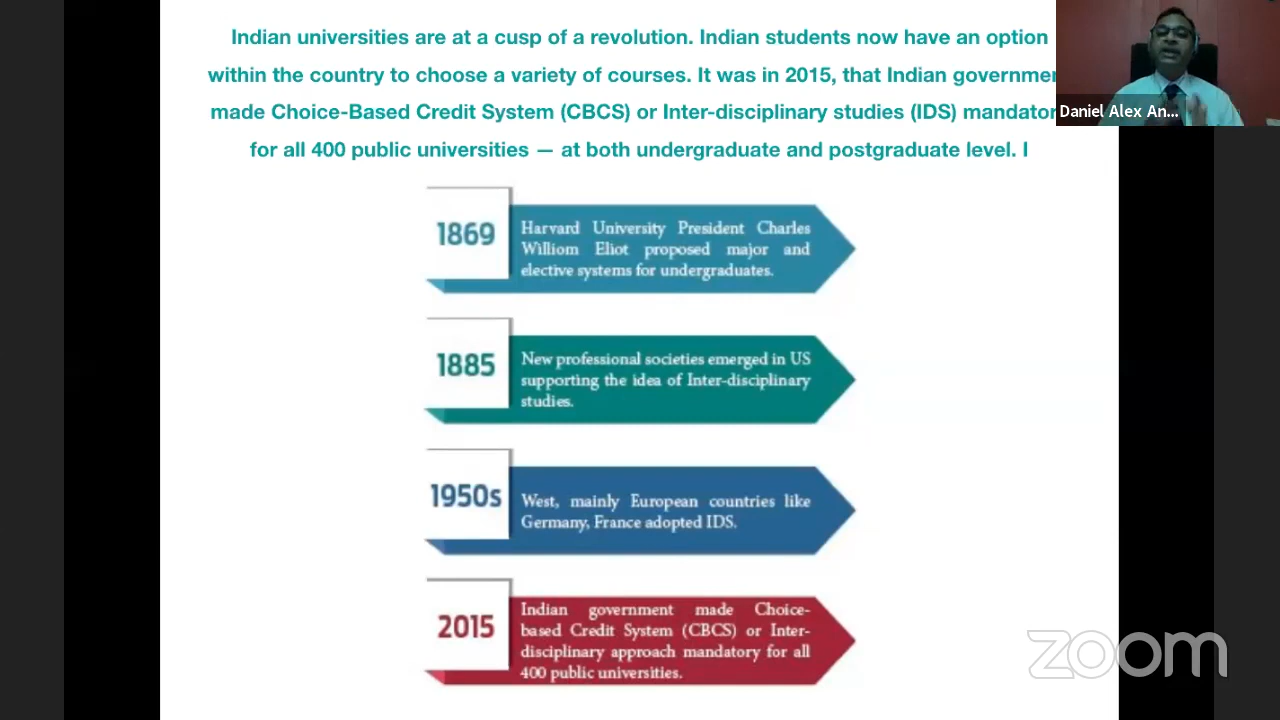 Indian universities are at a cusp of a revolution. Indian students now have an option
within the country to choose a variety of courses. It was in 2015, that Indian governmen
made Choice-Based Credit System (CBCS) or Inter-disciplinary studies (IDS) mandator
for all 400 public universities — at both undergraduate and postgraduate level. I
Daniel Alex An...
1869
Harvard University President Charles
Williom Eliot proposed major and
elective systems for undergraduates.
1885
New professional societies emerged in US
supporting the idea of Inter-disciplinary
studies.
1950s
West, mainly European countries like
Germany, France adopted IDS.
2015
Indian government made Choice-
based Credit System (CBCS) or Inter-
disciplinary approach mandatory for all
400 public universities.
zoom